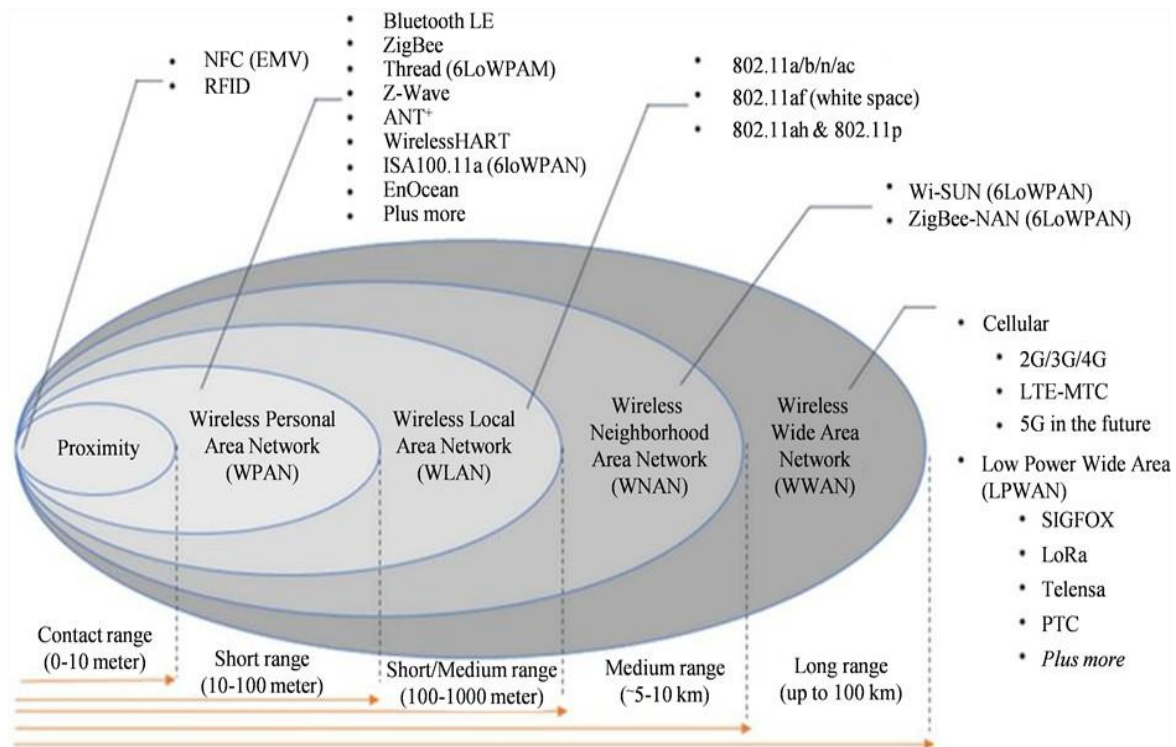 • NFC (EMV)
• RFID
• Bluetooth LE
• ZigBee
• Thread (6LoWPAM)
• Z-Wave
• ANT⁺
• WirelessHART
• ISA100.11a (6loWPAN)
• EnOcean
• Plus more
• 802.11a/b/n/ac
• 802.11af (white space)
• 802.11ah & 802.11p
• Wi-SUN (6LoWPAN)
• ZigBee-NAN (6LoWPAN)
• Cellular
• 2G/3G/4G
• LTE-MTC
• 5G in the future
• Low Power Wide Area
(LPWAN)
• SIGFOX
• LoRa
• Telensa
• PTC
• Plus more
Proximity
Wireless Personal
Area Network
(WPAN)
Wireless Local
Area Network
(WLAN)
Wireless
Neighborhood
Area Network
(WNAN)
Wireless
Wide Area
Network
(WWAN)
Contact range
(0-10 meter)
Short range
(10-100 meter)
Short/Medium range
(100-1000 meter)
Medium range
(~5-10 km)
Long range
(up to 100 km)